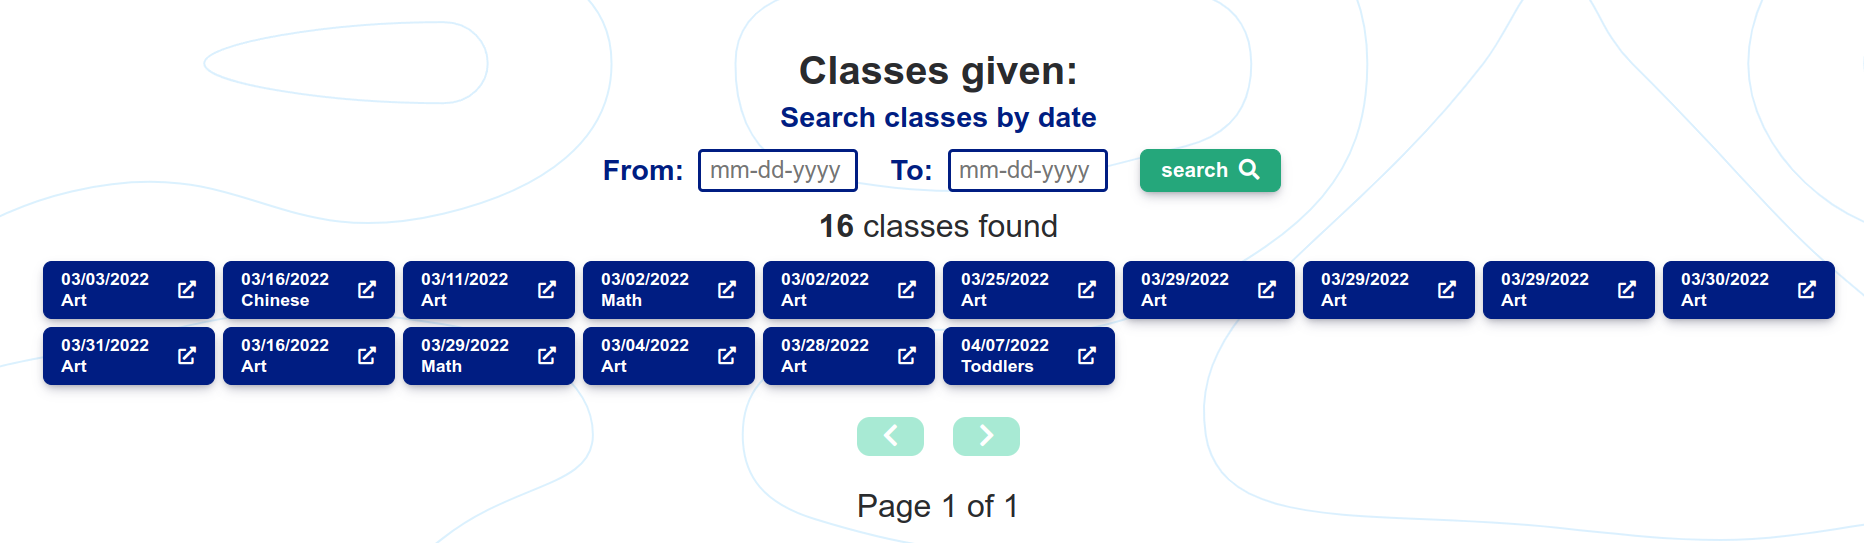 Classes given:
Search classes by date
From: mm-dd-yyyy To: mm-dd-yyyy search
16 classes found
03/03/2022 03/16/2022 03/11/2022 03/02/2022 03/02/2022 03/25/2022 03/29/2022 03/29/2022 03/29/2022 03/30/2022
Art Chinese Art Math Art Art Art Art Art Art
03/31/2022 03/16/2022 03/29/2022 03/04/2022 03/28/2022 04/07/2022
Art Art Math Art Art Toddlers
Page 1 of 1